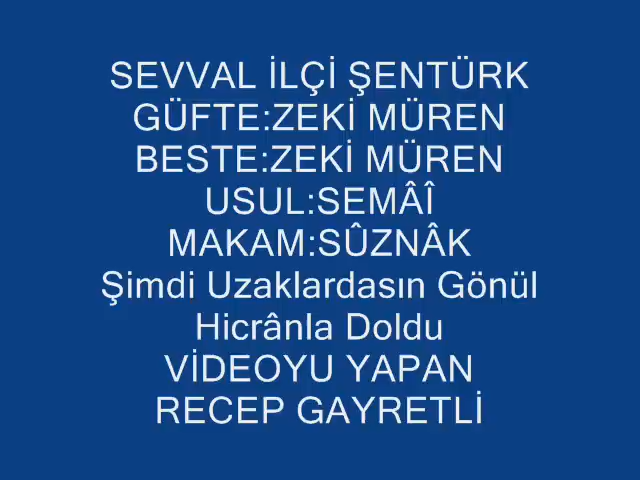 SEVVAL İLÇİ ŞENTÜRK
GÜFTE:ZEKİ MÜREN
BESTE:ZEKİ MÜREN
USUL:SEMÂÎ
MAKAM:SÛZNÂK
Şimdi Uzaklardasın Gönül
Hicrânla Doldu
VİDEOYU YAPAN
RECEP GAYRETLİ